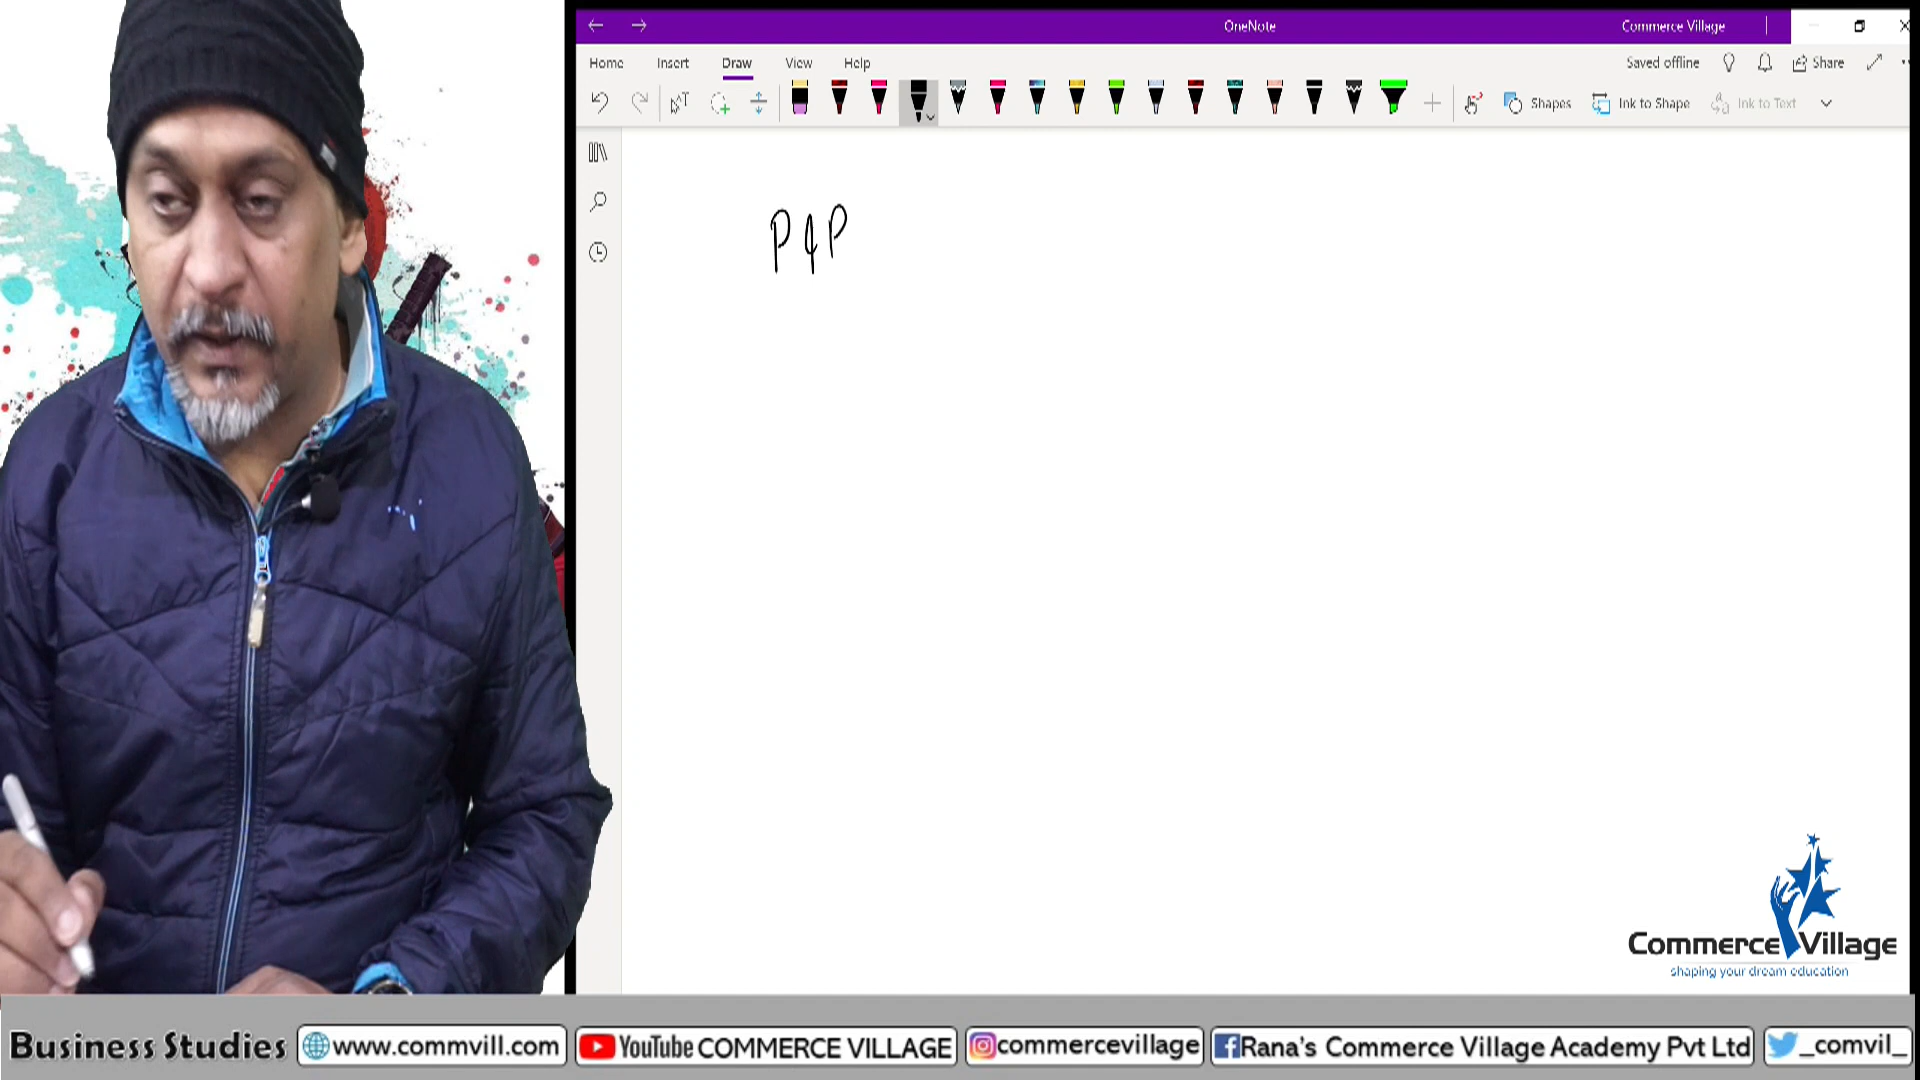 OneNote
Commerce Village
Home Insert Draw View Help
Saved offline
Share
Shapes
Ink to Shape
Ink to Text
P & P
Commerce Village
shaping your dream education
Business Studies
www.commvill.com
YouTube COMMERCE VILLAGE
commercevillage
Rana's Commerce Village Academy Pvt Ltd
_comvil_